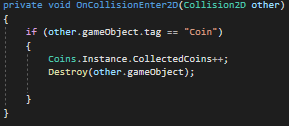 private void OnCollisionEnter2D(Collision2D other)
{
if (other.gameObject.tag == "Coin")
{
Coins.Instance.CollectedCoins++;
Destroy(other.gameObject);
}
}